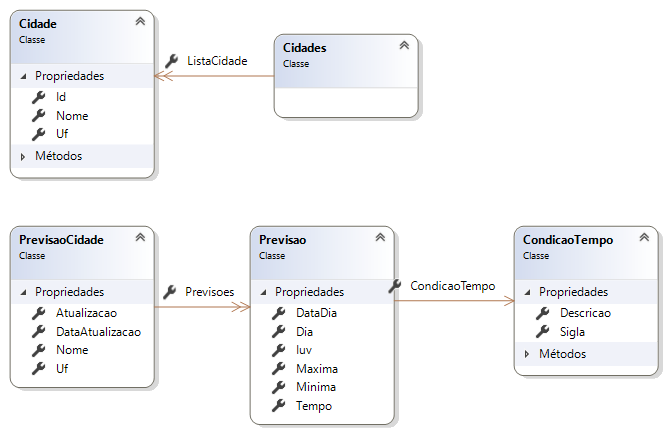 Cidade
Classe
Propriedades
Id
Nome
Uf
Métodos
ListaCidade
Cidades
Classe
PrevisaoCidade
Classe
Propriedades
Atualizacao
DataAtualizacao
Nome
Uf
Previsoes
Previsao
Classe
Propriedades
DataDia
Dia
Iuv
Maxima
Minima
Tempo
CondicaoTempo
CondicaoTempo
Classe
Propriedades
Descricao
Sigla
Métodos